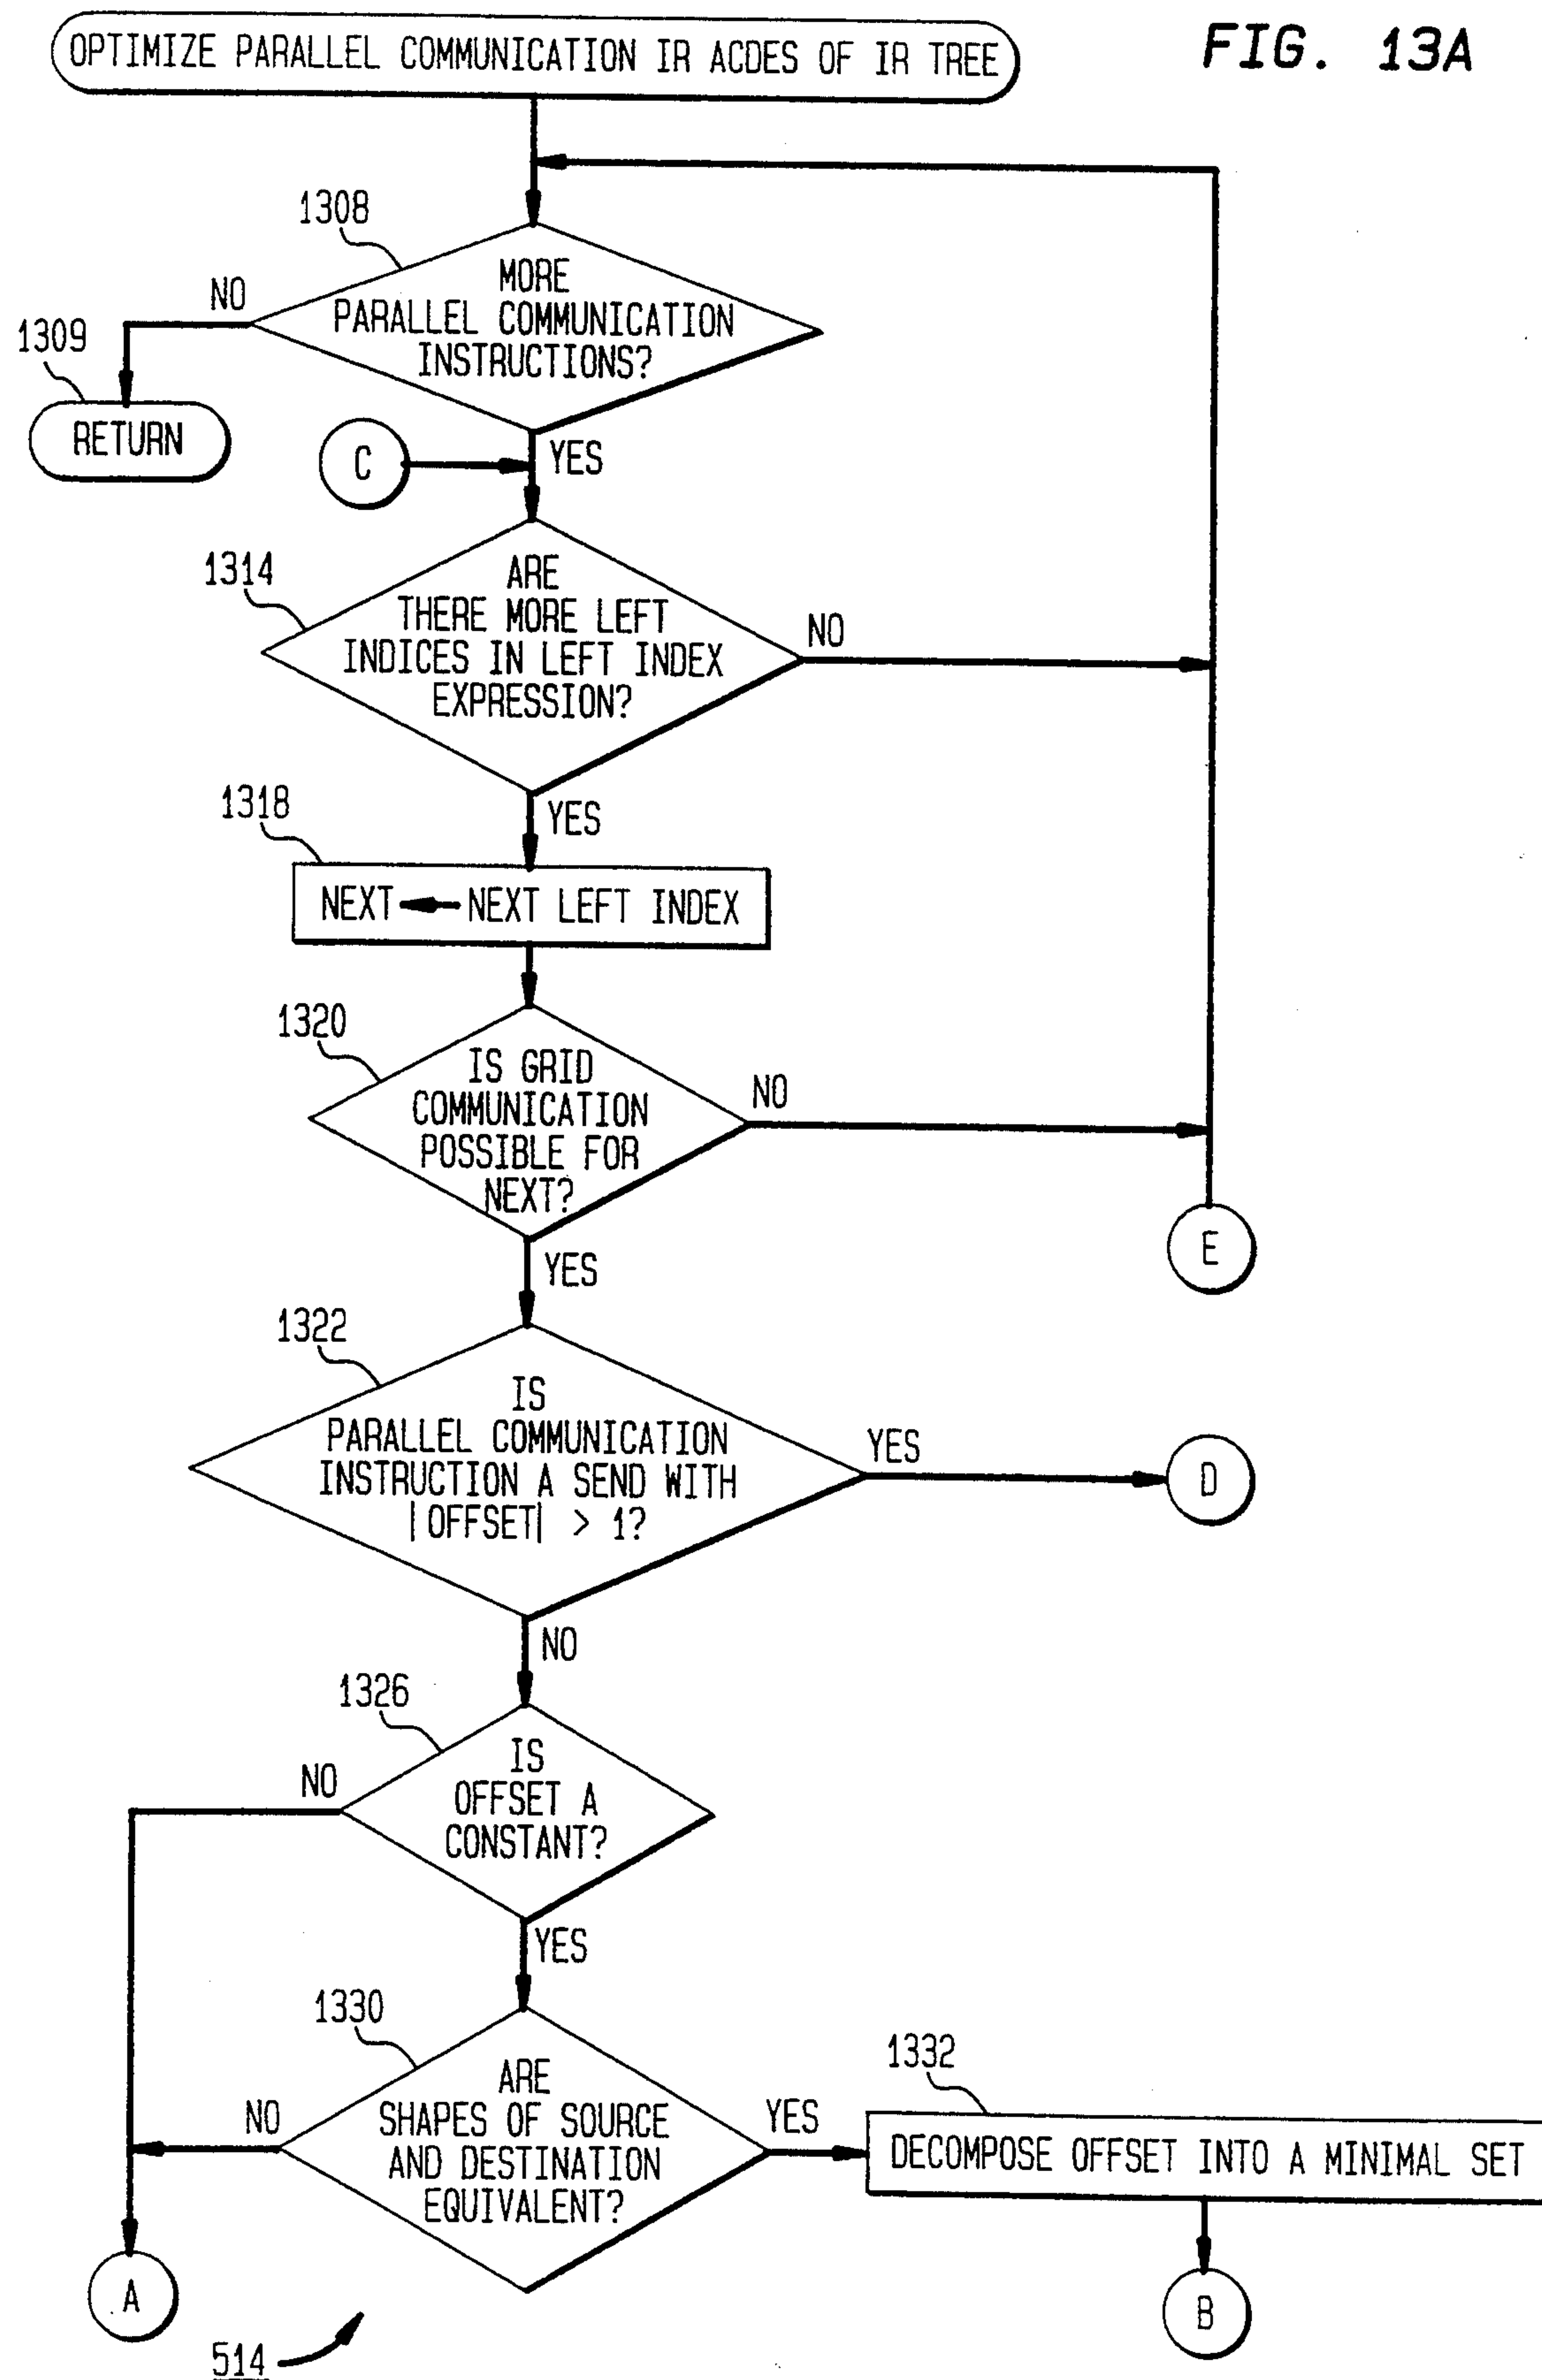 OPTIMIZE PARALLEL COMMUNICATION IR ACDES OF IR TREE
FIG. 13A
1308
MORE
PARALLEL COMMUNICATION
INSTRUCTIONS?
NO
1309
RETURN
C
YES
1314
ARE
THERE MORE LEFT
INDICES IN LEFT INDEX
EXPRESSION?
NO
YES
1318
NEXT NEXT LEFT INDEX
1320
IS GRID
COMMUNICATION
POSSIBLE FOR
NEXT?
NO
E
YES
1322
IS
PARALLEL COMMUNICATION
INSTRUCTION A SEND WITH
|OFFSET| > 1?
YES
D
NO
1326
IS
OFFSET A
CONSTANT?
NO
YES
1330
ARE
SHAPES OF SOURCE
AND DESTINATION
EQUIVALENT?
NO
YES
1332
DECOMPOSE OFFSET INTO A MINIMAL SET
A
B
514